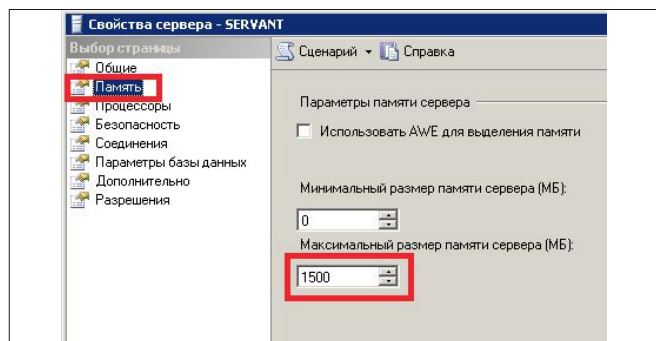 Свойства сервера - SERVANT
Выбор страницы
Общие
Память
Процессоры
Безопасность
Соединения
Параметры базы данных
Дополнительно
Разрешения
Сценарий
Справка
Параметры памяти сервера
Использовать AWE для выделения памяти
Минимальный размер памяти сервера (МБ):
0
Максимальный размер памяти сервера (МБ):
1500